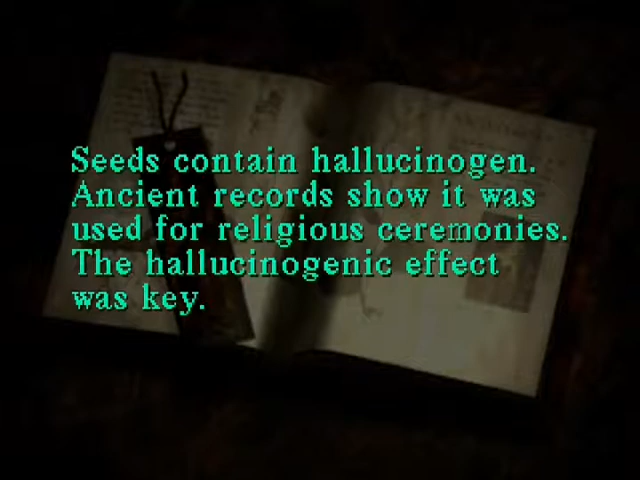 Seeds contain hallucinogen.
Ancient records show it was
used for religious ceremonies.
The hallucinogenic effect
was key.